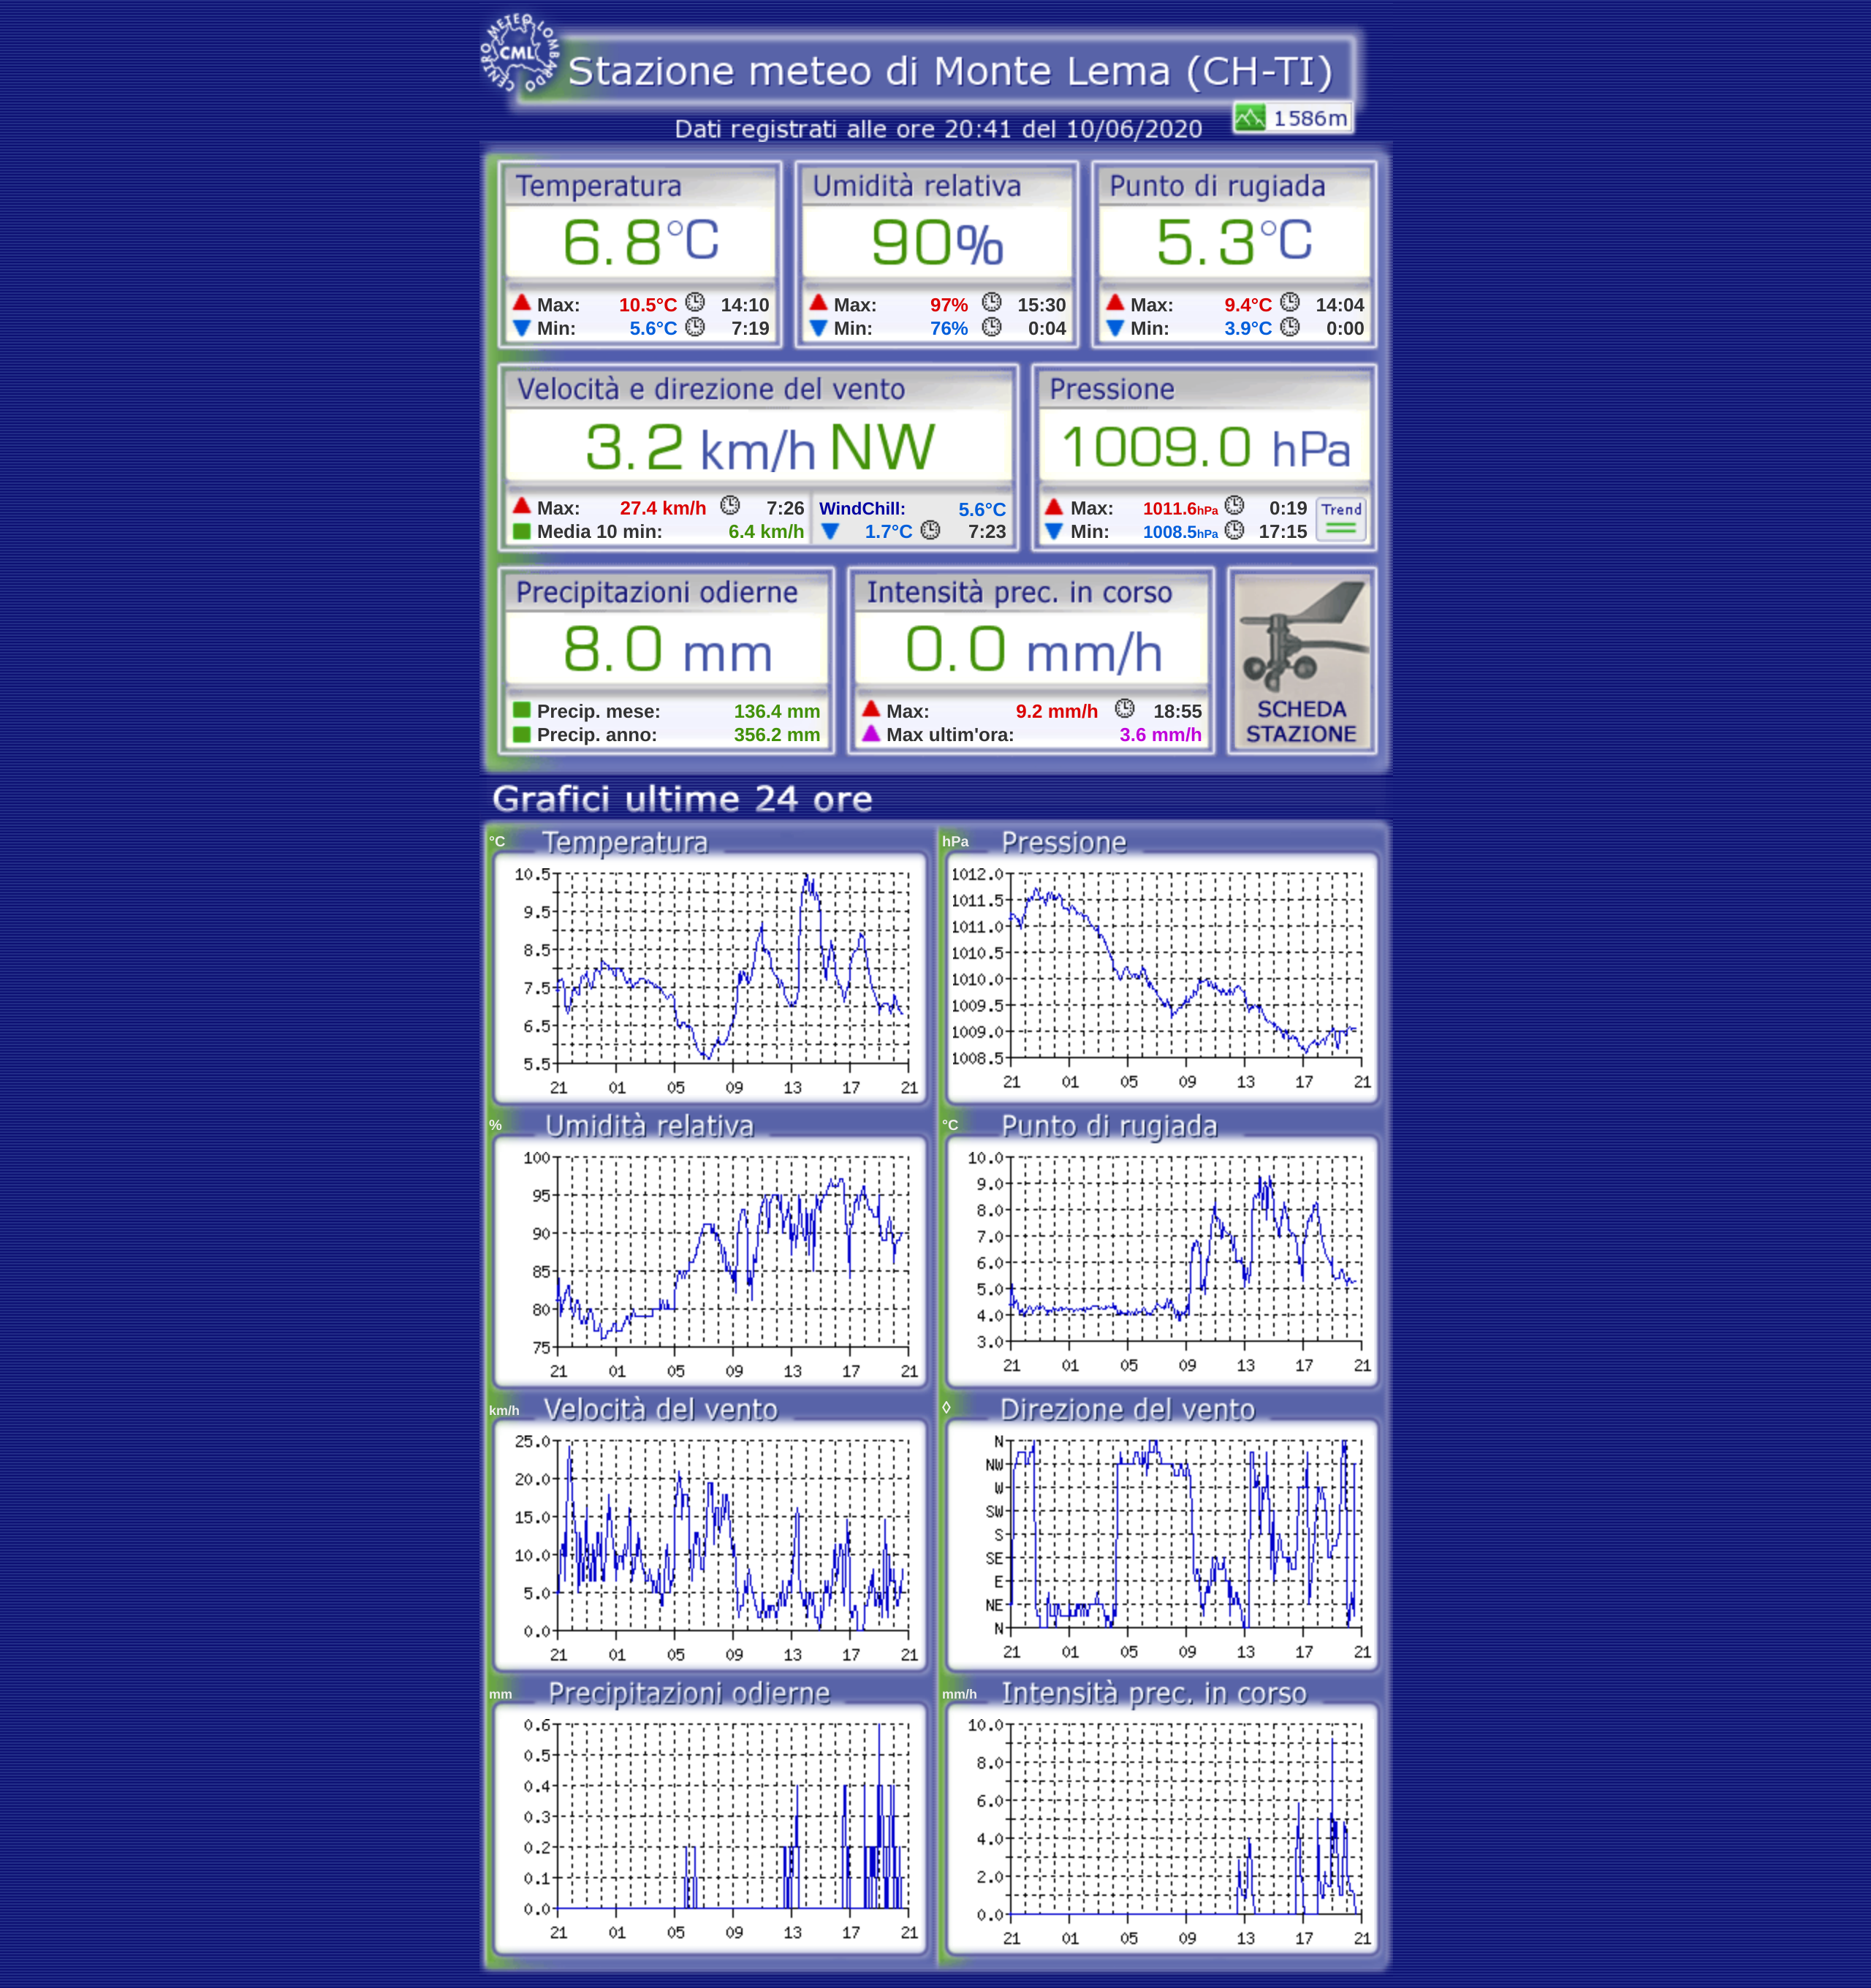 CENTRO METEO LOMBARDO
CML
Stazione meteo di Monte Lema (CH-TI)
1586m
Dati registrati alle ore 20:41 del 10/06/2020
Temperatura Umidità relativa Punto di rugiada
6.8°C 90% 5.3°C
Max: 10.5°C 14:10 Max: 97% 15:30 Max: 9.4°C 14:04
Min: 5.6°C 7:19 Min: 76% 0:04 Min: 3.9°C 0:00
Velocità e direzione del vento Pressione
3.2 km/h NW 1009.0 hPa
Max: 27.4 km/h 7:26 WindChill: 5.6°C Max: 1011.6hPa 0:19 Trend
Media 10 min: 6.4 km/h 1.7°C 7:23 Min: 1008.5hPa 17:15
Precipitazioni odierne Intensità prec. in corso
8.0 mm 0.0 mm/h
Precip. mese: 136.4 mm Max: 9.2 mm/h 18:55 SCHEDA
Precip. anno: 356.2 mm Max ultim'ora: 3.6 mm/h STAZIONE
Grafici ultime 24 ore
°C Temperatura
10.5
9.5
8.5
7.5
6.5
5.5
21 01 05 09 13 17 21
hPa Pressione
1012.0
1011.5
1011.0
1010.5
1010.0
1009.5
1009.0
1008.5
21 01 05 09 13 17 21
% Umidità relativa
100
95
90
85
80
75
21 01 05 09 13 17 21
°C Punto di rugiada
10.0
9.0
8.0
7.0
6.0
5.0
4.0
3.0
21 01 05 09 13 17 21
km/h Velocità del vento
25.0
20.0
15.0
10.0
5.0
0.0
21 01 05 09 13 17 21
◊ Direzione del vento
N
NW
W
SW
S
SE
E
NE
N
21 01 05 09 13 17 21
mm Precipitazioni odierne
0.6
0.5
0.4
0.3
0.2
0.1
0.0
21 01 05 09 13 17 21
mm/h Intensità prec. in corso
10.0
8.0
6.0
4.0
2.0
0.0
21 01 05 09 13 17 21